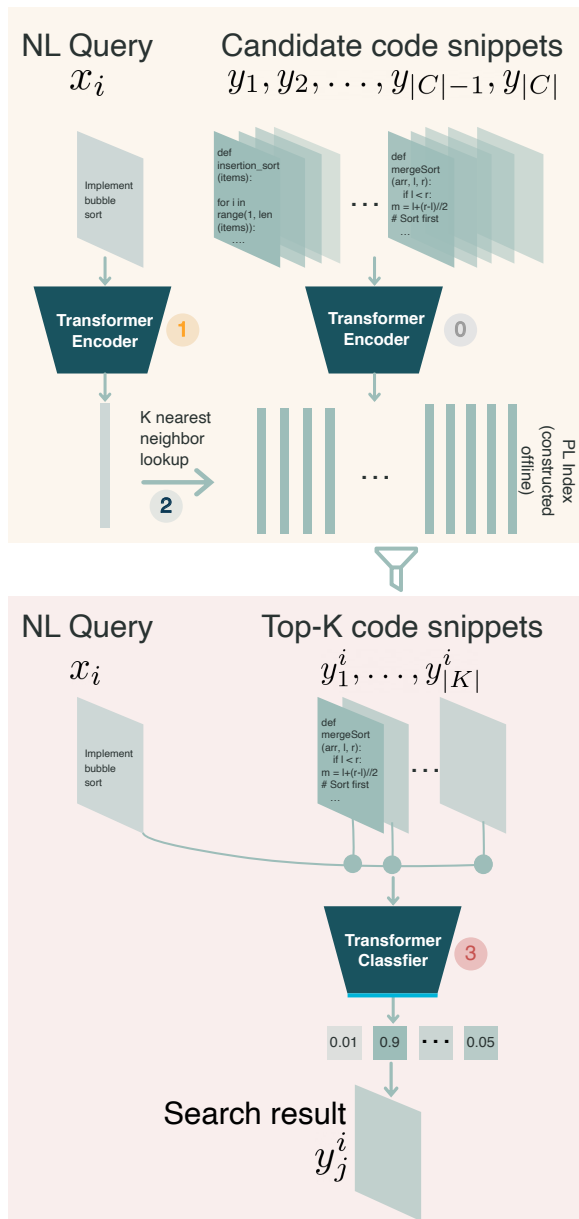 NL Query
x_i
Candidate code snippets
y_1, y_2, . . . , y_{|C|-1}, y_{|C|}
Implement
bubble
sort
def
insertion_sort
(items):
for i in
range(1, len
(items)):
....
...
def
mergeSort
(arr, l, r):
if l < r:
m = l+(r-l)//2
# Sort first
...
Transformer
Encoder
1
Transformer
Encoder
0
K nearest
neighbor
lookup
2
...
PL Index
(constructed
offline)
NL Query
x_i
Top-K code snippets
y^i_1, . . . , y^i_{|K|}
Implement
bubble
sort
def
mergeSort
(arr, l, r):
if l < r:
m = l+(r-l)//2
# Sort first
...
...
Transformer
Classfier
3
0.01 0.9 ... 0.05
Search result
y^i_j